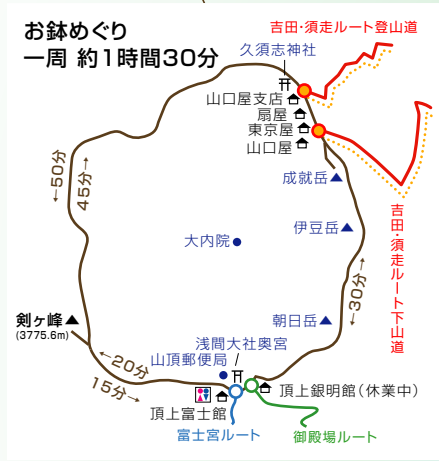 お鉢めぐり
一周 約1時間30分
吉田・須走ルート登山道
久須志神社
山口屋支店
扇屋
東京屋
山口屋
成就岳
伊豆岳
大内院
吉田・須走ルート下山道
←50分
45分→
←30分→
朝日岳
剣ヶ峰
(3775.6m)
浅間大社奥宮
←20分
山頂郵便局
15分→
頂上銀明館(休業中)
頂上富士館
富士宮ルート
御殿場ルート